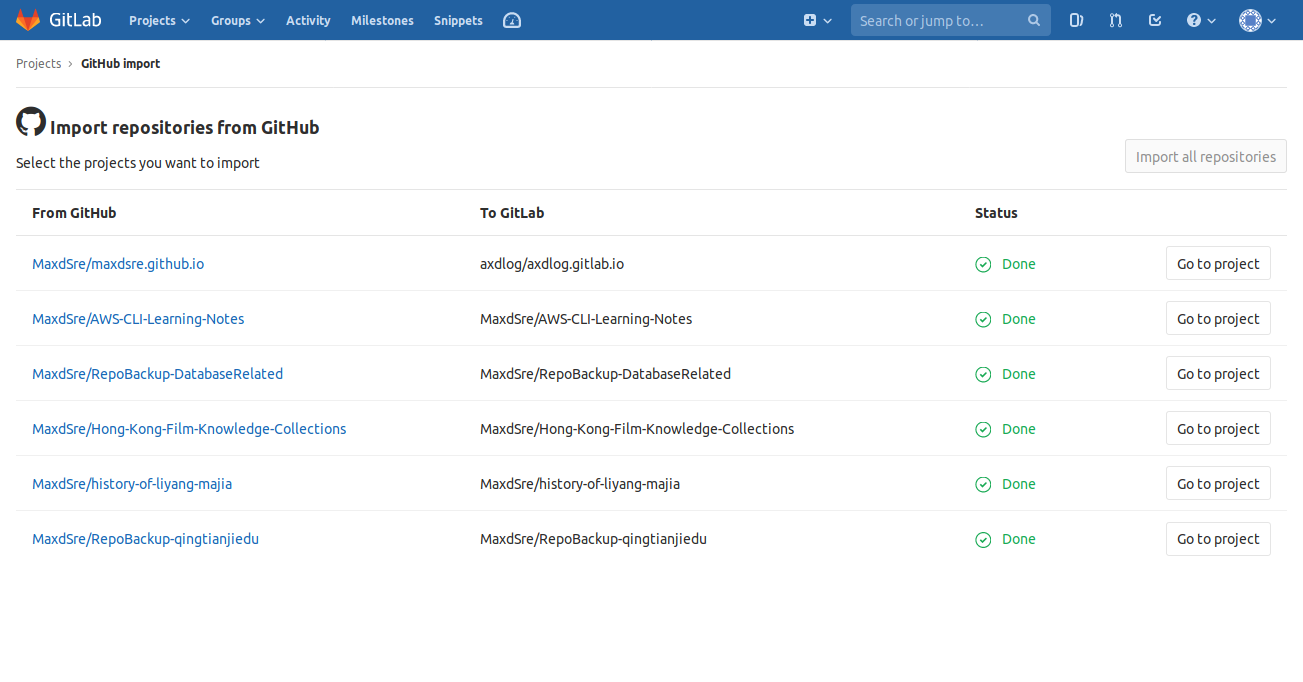 GitLab Projects Groups Activity Milestones Snippets Search or jump to...
Projects › GitHub import
Import repositories from GitHub
Select the projects you want to import
Import all repositories
From GitHub To GitLab Status
MaxdSre/maxdsre.github.io axdlog/axdlog.gitlab.io Done Go to project
MaxdSre/AWS-CLI-Learning-Notes MaxdSre/AWS-CLI-Learning-Notes Done Go to project
MaxdSre/RepoBackup-DatabaseRelated MaxdSre/RepoBackup-DatabaseRelated Done Go to project
MaxdSre/Hong-Kong-Film-Knowledge-Collections MaxdSre/Hong-Kong-Film-Knowledge-Collections Done Go to project
MaxdSre/history-of-liyang-majia MaxdSre/history-of-liyang-majia Done Go to project
MaxdSre/RepoBackup-qingtianjiedu MaxdSre/RepoBackup-qingtianjiedu Done Go to project